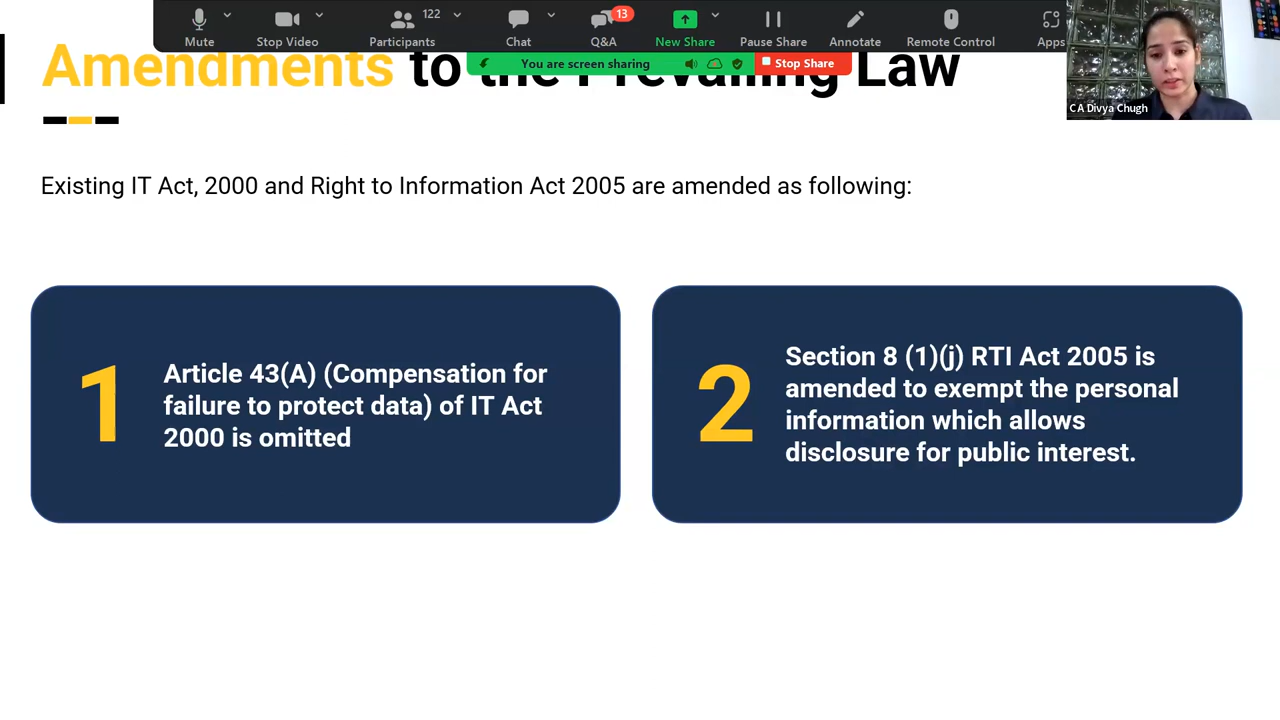 122
13
Mute
Stop Video
Participants
Chat
Q&A
New Share
Pause Share
Annotate
Remote Control
Apps
You are screen sharing
Stop Share
CA Divya Chugh
Amendments to the Prevailing Law
Existing IT Act, 2000 and Right to Information Act 2005 are amended as following:
1
Article 43(A) (Compensation for
failure to protect data) of IT Act
2000 is omitted
2
Section 8 (1)(j) RTI Act 2005 is
amended to exempt the personal
information which allows
disclosure for public interest.